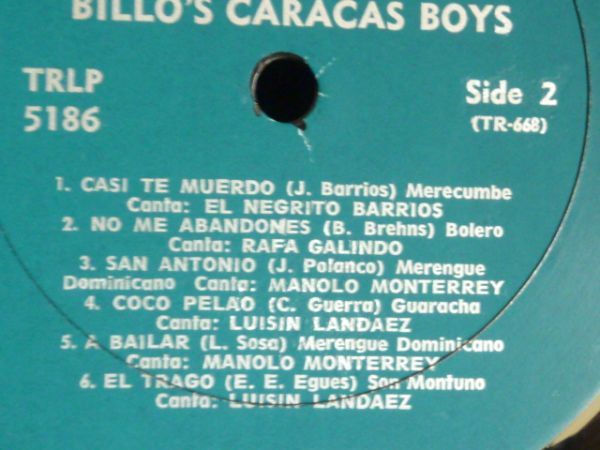 BILLO'S CARACAS BOYS
TRLP
5186
Side 2
(TR-668)
1. CASI TE MUERDO (J. Barrios) Merecumbe
Canta: EL NEGRITO BARRIOS
2. NO ME ABANDONES (B. Brehns) Bolero
Canta: RAFA GALINDO
3. SAN ANTONIO (J. Polanco) Merengue
Dominicano Canta: MANOLO MONTERREY
4. COCO PELAO (C. Guerra) Guaracha
Canta: LUISIN LANDAEZ
5. A BAILAR (L. Sosa) Merengue Dominicano
Canta: MANOLO MONTERREY
6. EL TRAGO (E. E. Egues) Son Montuno
Canta: LUISIN LANDAEZ